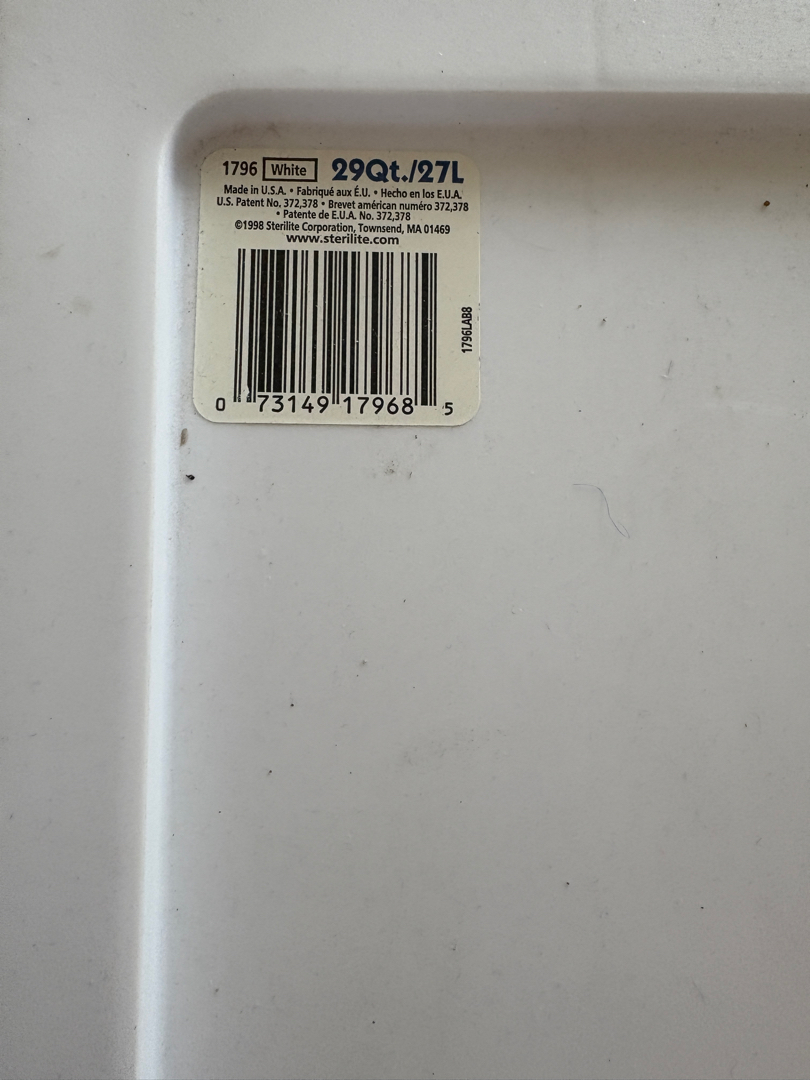 1796 White 29Qt./27L
Made in U.S.A. • Fabriqué aux É.U. • Hecho en los E.U.A.
U.S. Patent No. 372,378 • Brevet américan numéro 372,378
• Patente de E.U.A. No. 372,378
©1998 Sterilite Corporation, Townsend, MA 01469
www.sterilite.com
1796LAB8
0 73149 17968 5